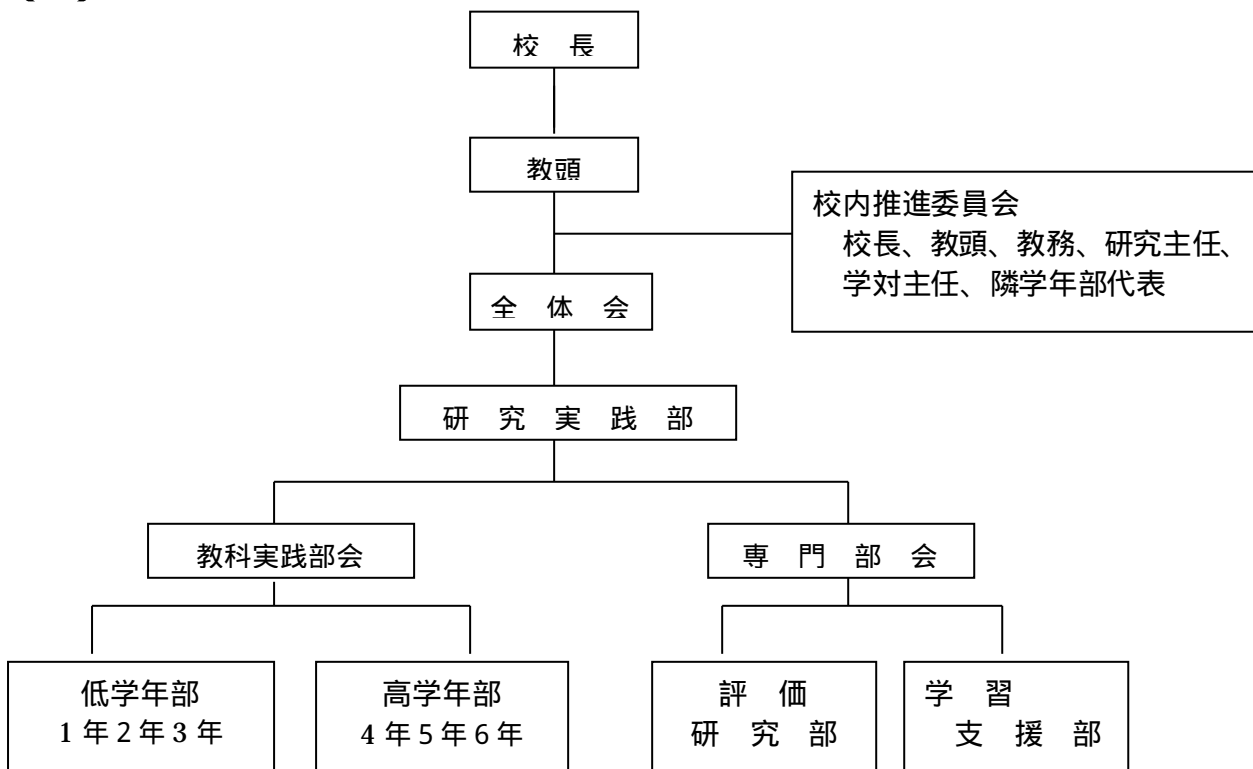 校　長
教頭
校内推進委員会
校長、教頭、教務、研究主任、
学対主任、隣学年部代表
全　体　会
研　究　実　践　部
教科実践部会
専　門　部　会
低学年部
1年2年3年
高学年部
4年5年6年
評　価
研　究　部
学　習
支　援　部